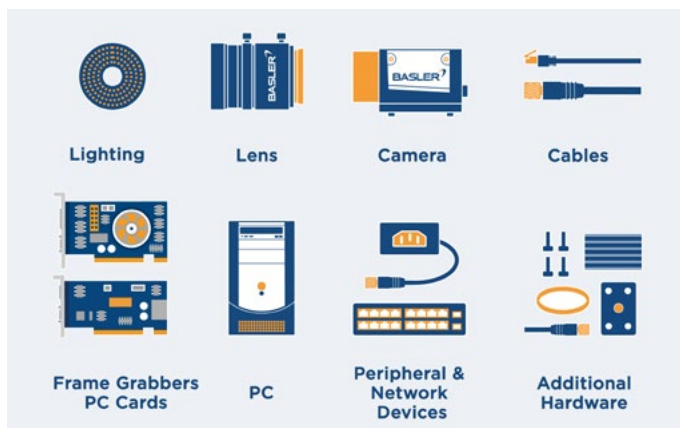 BASLER
BASLER
Lighting
Lens
Camera
Cables
Frame Grabbers
PC Cards
PC
Peripheral &
Network
Devices
Additional
Hardware